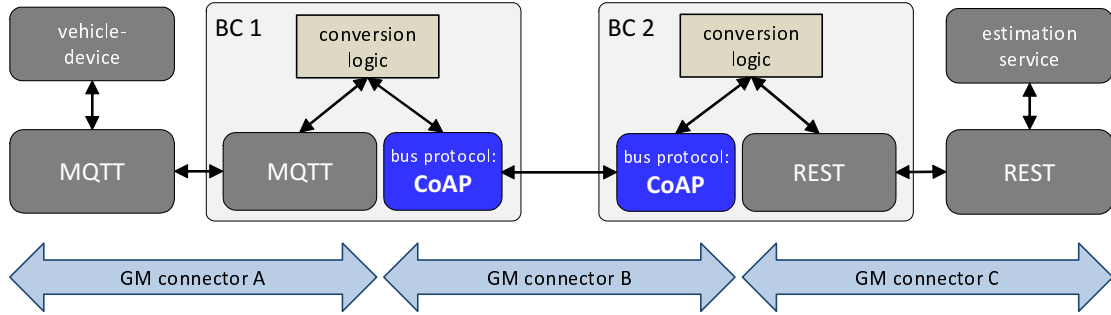 vehicle-
device
BC 1
conversion
logic
BC 2
conversion
logic
estimation
service
MQTT
MQTT
bus protocol:
CoAP
bus protocol:
CoAP
REST
REST
GM connector A
GM connector B
GM connector C